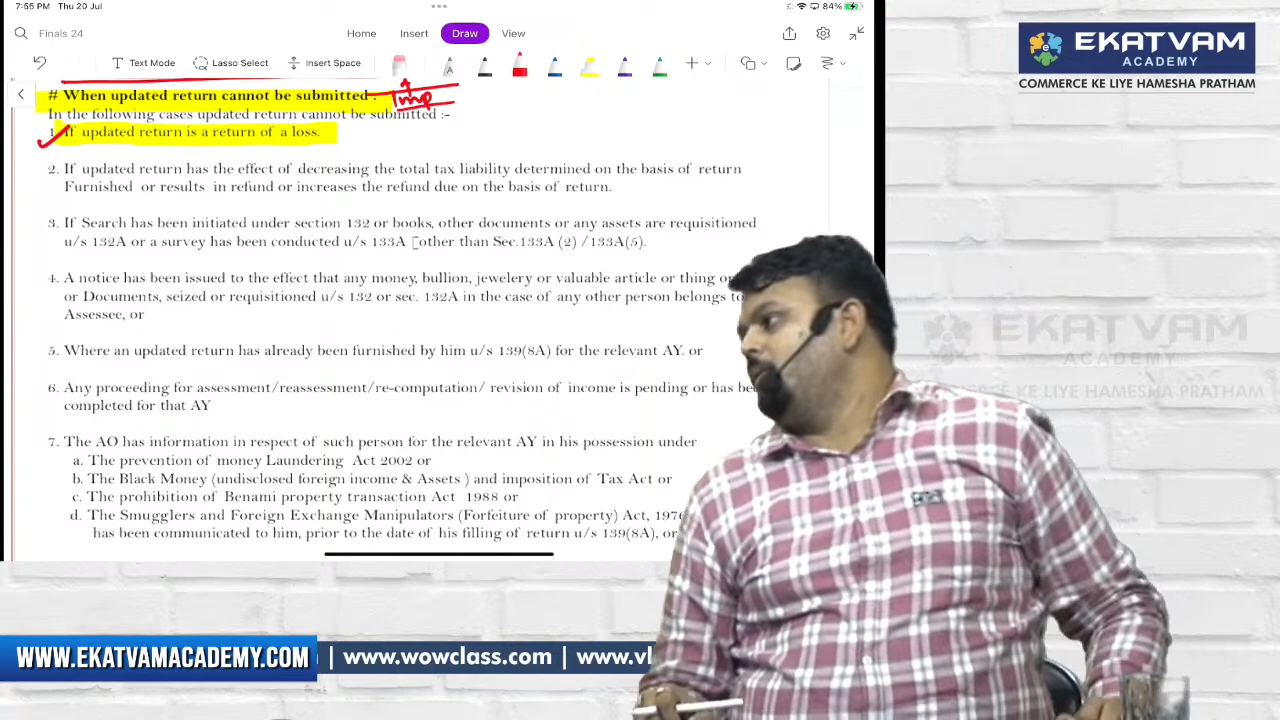 7:55 PM Thu 20 Jul
84%
Finals 24
Home Insert Draw View
Text Mode Lasso Select Insert Space
# When updated return cannot be submitted :
Imp
In the following cases updated return cannot be submitted :-
1. If updated return is a return of a loss.
2. If updated return has the effect of decreasing the total tax liability determined on the basis of return
Furnished or results in refund or increases the refund due on the basis of return.
3. If Search has been initiated under section 132 or books, other documents or any assets are requisitioned
u/s 132A or a survey has been conducted u/s 133A [other than Sec.133A (2) /133A(5).
4. A notice has been issued to the effect that any money, bullion, jewelery or valuable article or thing or
or Documents, seized or requisitioned u/s 132 or sec. 132A in the case of any other person belongs to
Assessee, or
5. Where an updated return has already been furnished by him u/s 139(8A) for the relevant AY. or
6. Any proceeding for assessment/reassessment/re-computation/ revision of income is pending or has been
completed for that AY
7. The AO has information in respect of such person for the relevant AY in his possession under
a. The prevention of money Laundering Act 2002 or
b. The Black Money (undisclosed foreign income & Assets ) and imposition of Tax Act or
c. The prohibition of Benami property transaction Act 1988 or
d. The Smugglers and Foreign Exchange Manipulators (Forfeiture of property) Act, 1976
has been communicated to him, prior to the date of his filling of return u/s 139(8A), or
EKATVAM
ACADEMY
COMMERCE KE LIYE HAMESHA PRATHAM
EKATVAM
ACADEMY
COMMERCE KE LIYE HAMESHA PRATHAM
WWW.EKATVAMACADEMY.COM | www.wowclass.com | www.vl